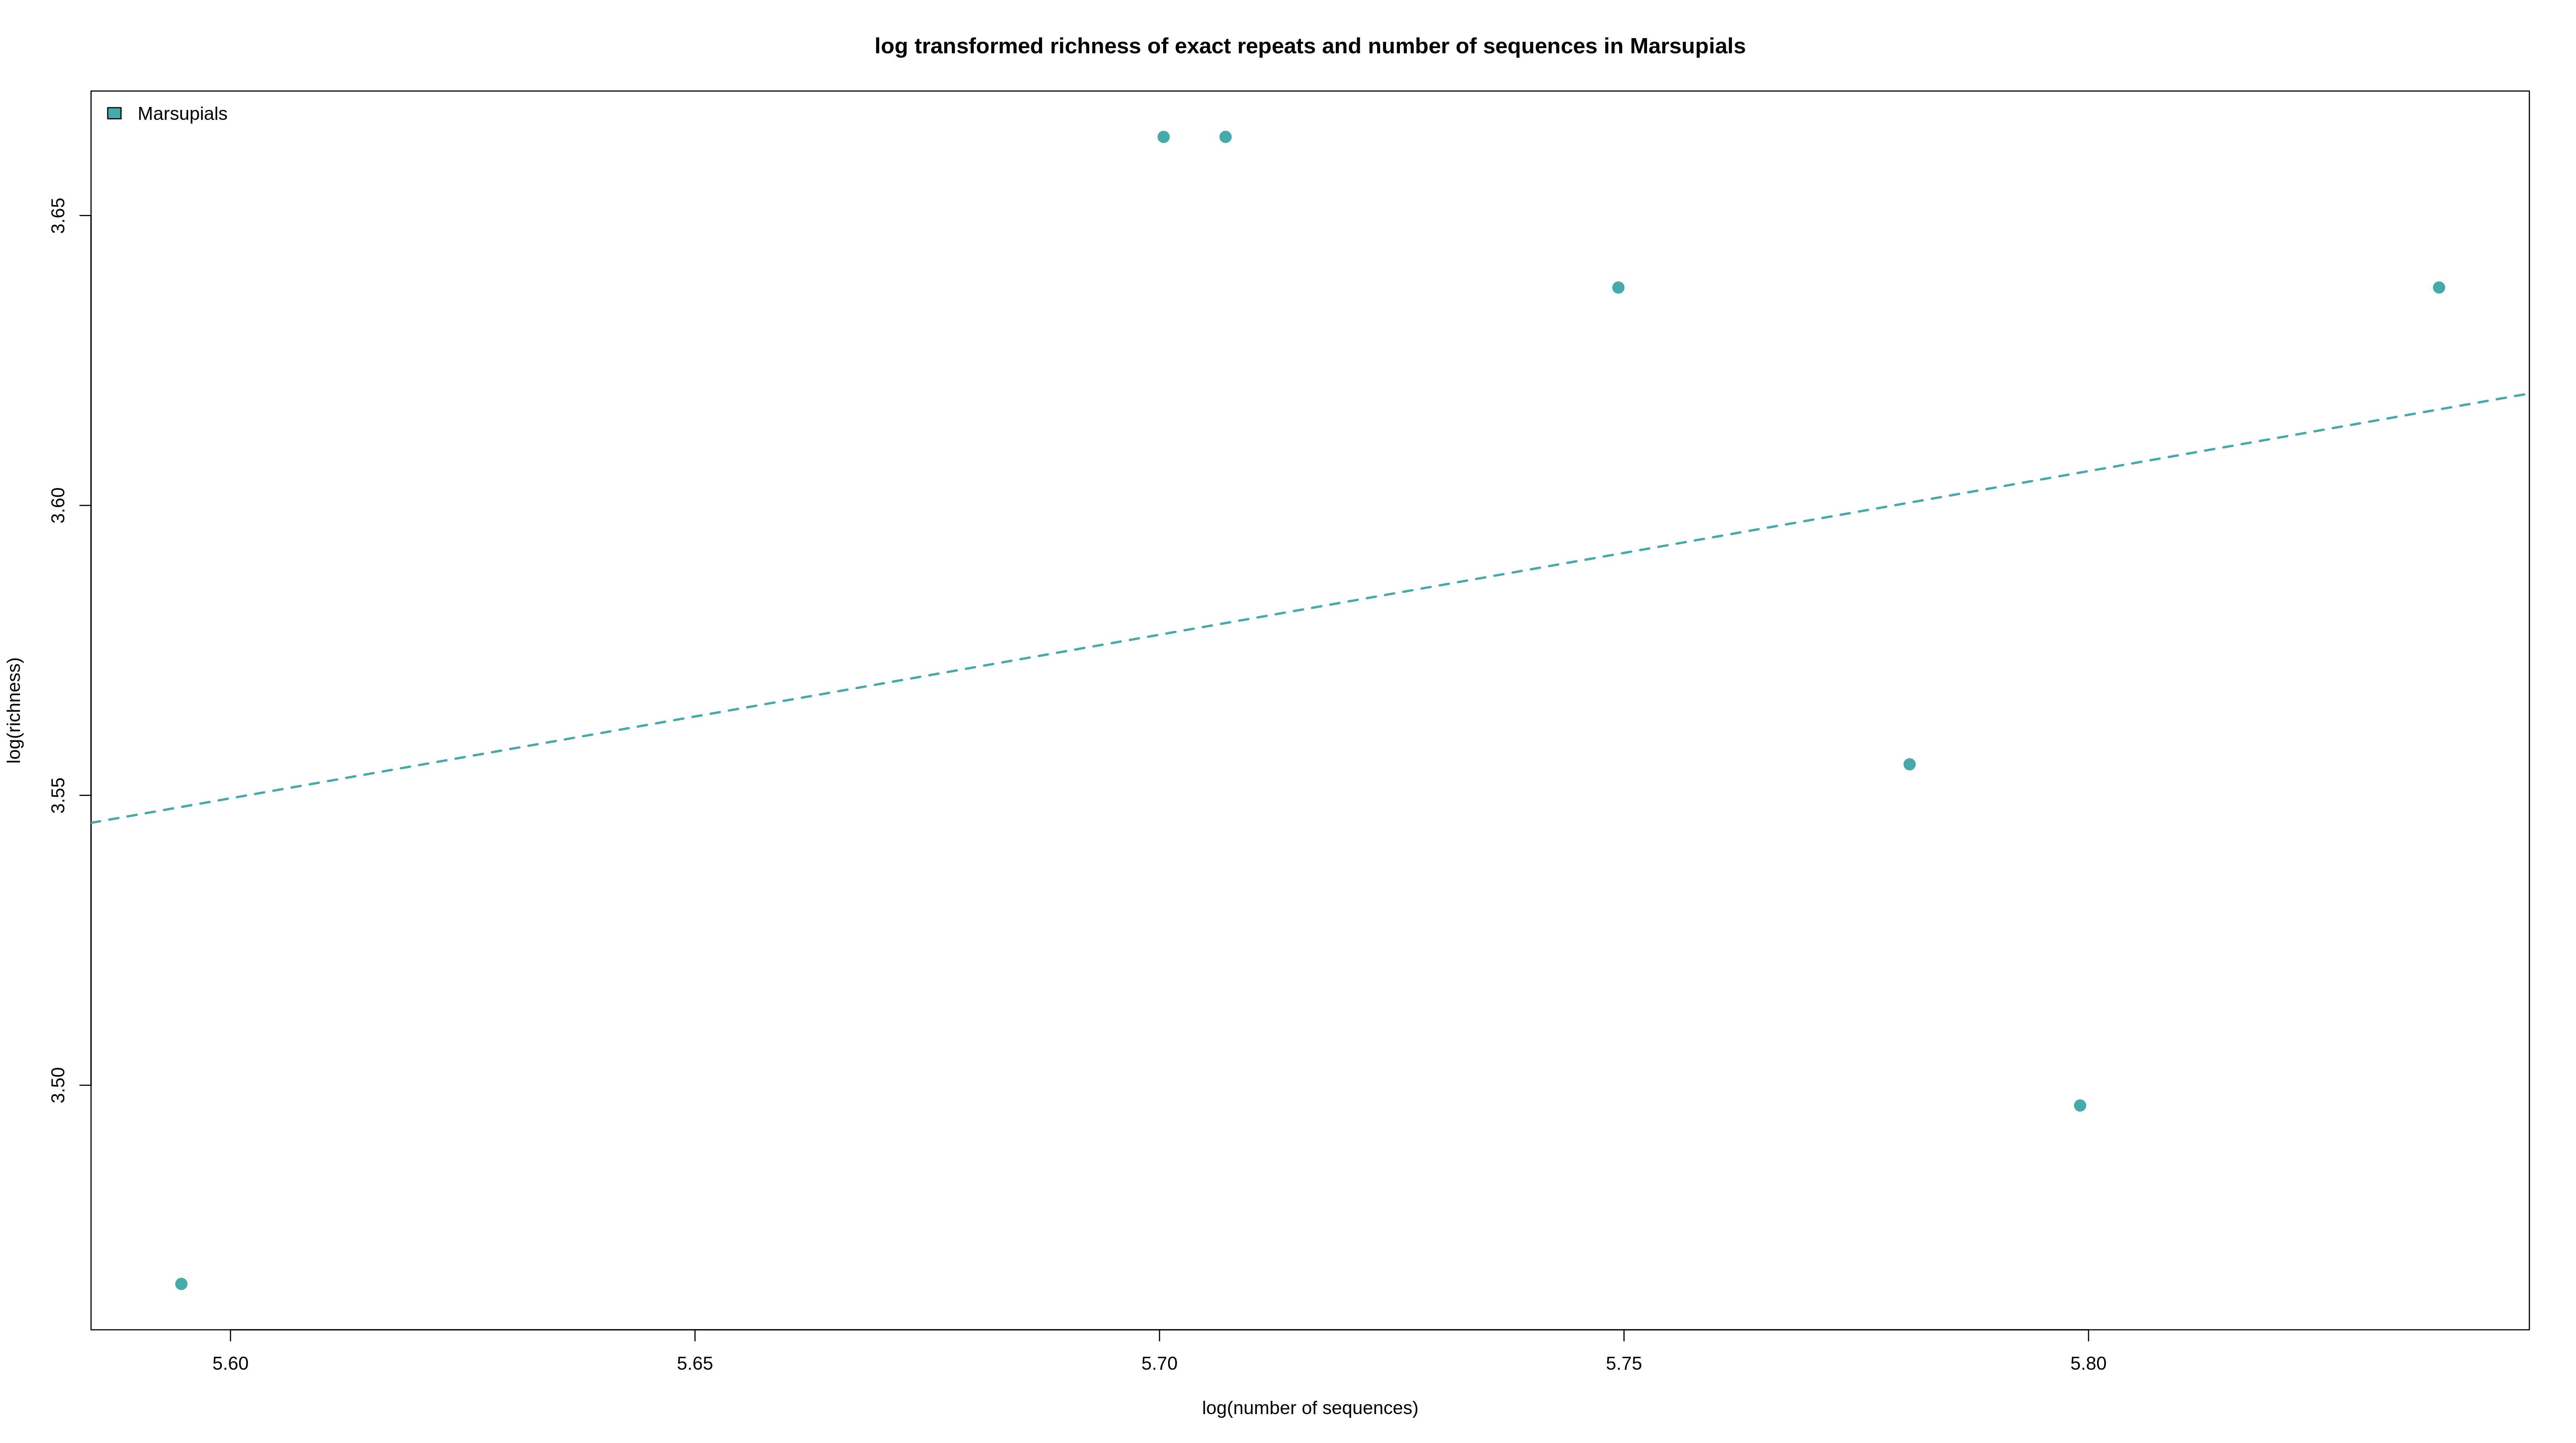 log transformed richness of exact repeats and number of sequences in Marsupials
Marsupials
3.65
3.60
3.55
3.50
log(richness)
5.60 5.65 5.70 5.75 5.80
log(number of sequences)